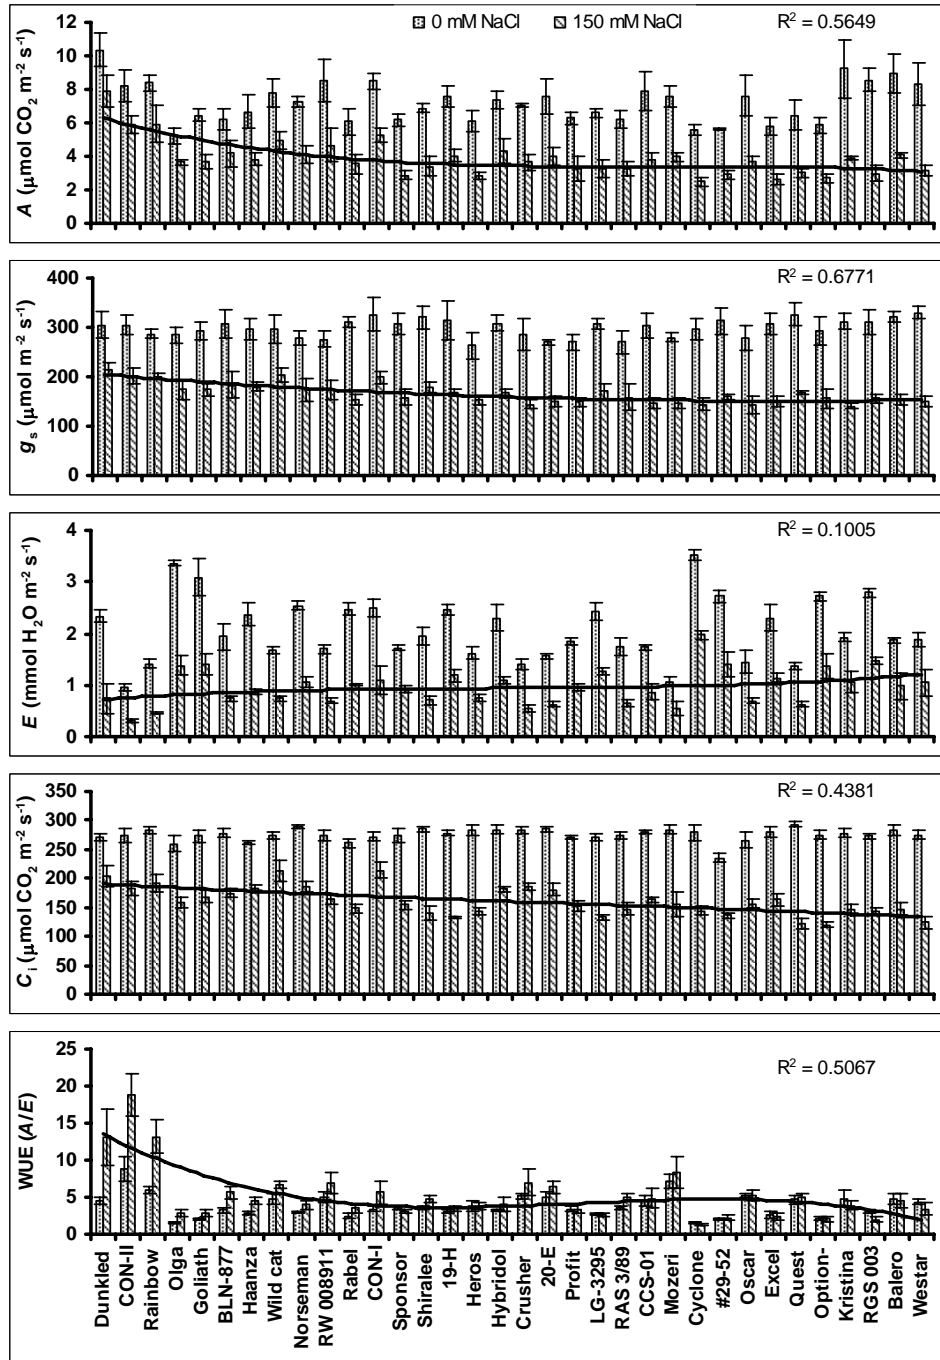 0 mM NaCl 150 mM NaCl
R² = 0.5649
A (µmol CO₂ m⁻² s⁻¹)
12
10
8
6
4
2
0
R² = 0.6771
gₛ (µmol m⁻² s⁻¹)
400
300
200
100
0
R² = 0.1005
E (mmol H₂O m⁻² s⁻¹)
4
3
2
1
0
R² = 0.4381
Cᵢ (µmol CO₂ m⁻² s⁻¹)
350
300
250
200
150
100
50
0
R² = 0.5067
WUE (A/E)
25
20
15
10
5
0
Dunkled
CON-II
Rainbow
Olga
Goliath
BLN-877
Haanza
Wild cat
Norseman
RW 008911
Rabel
CON-I
Sponsor
Shiralee
19-H
Heros
Hybridol
Crusher
20-E
Profit
LG-3295
RAS 3/89
CCS-01
Mozeri
Cyclone
#29-52
Oscar
Excel
Quest
Option-
Kristina
RGS 003
Balero
Westar